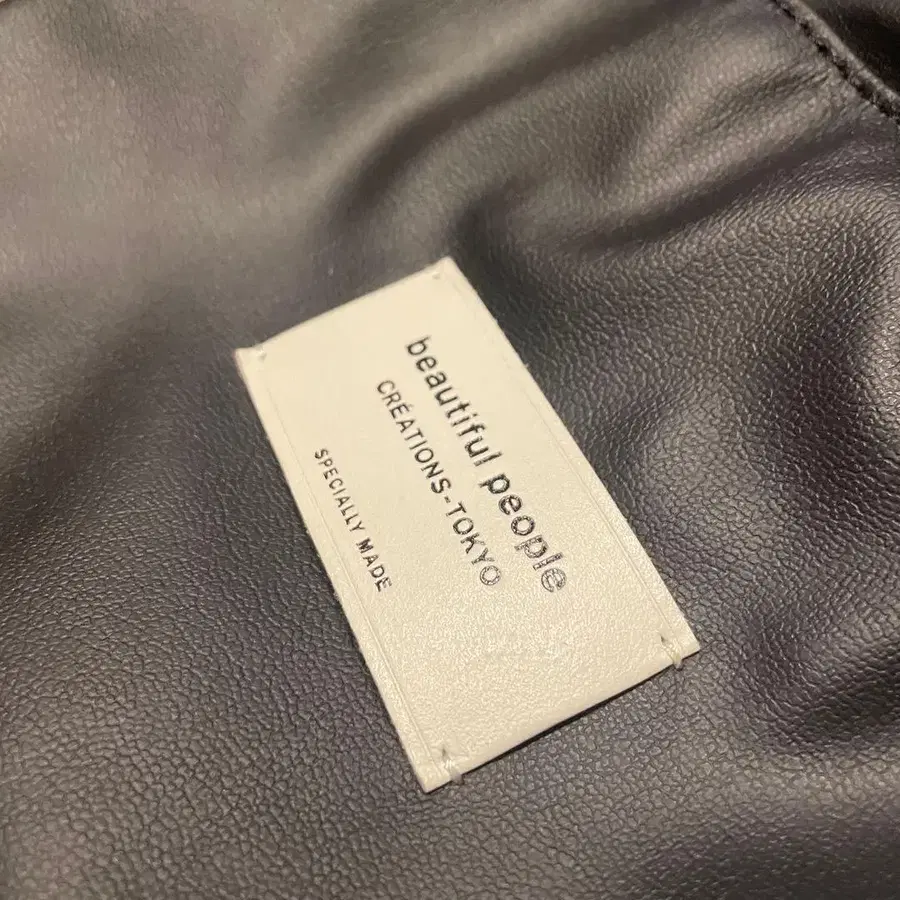 beautiful people
CRÉATIONS-TOKYO
SPECIALLY MADE